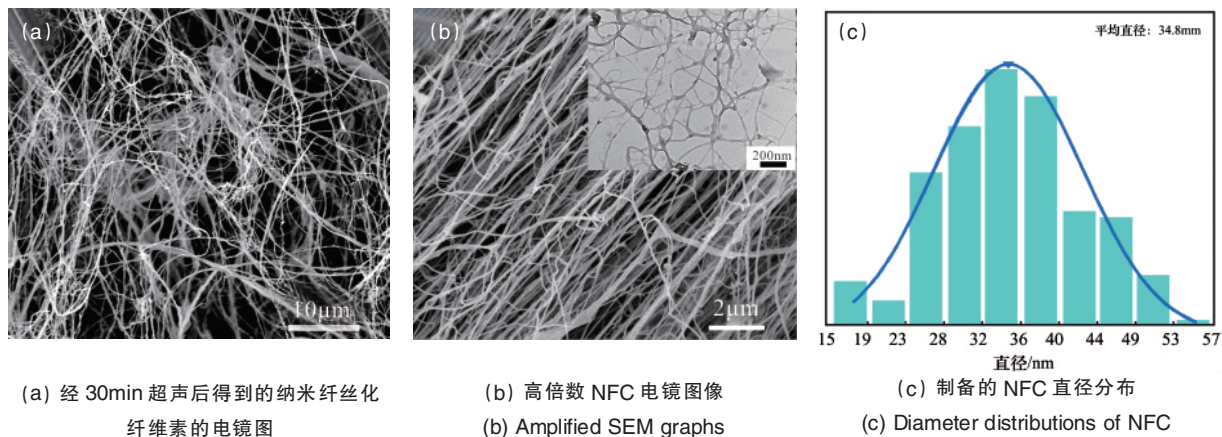 (a)
10μm
(b)
200nm
2μm
(c)
平均直径：34.8mm
15 19 23 28 32 36 40 44 49 53 57
直径/nm
(a) 经 30min 超声后得到的纳米纤丝化
纤维素的电镜图
(b) 高倍数 NFC 电镜图像
(b) Amplified SEM graphs
(c) 制备的 NFC 直径分布
(c) Diameter distributions of NFC